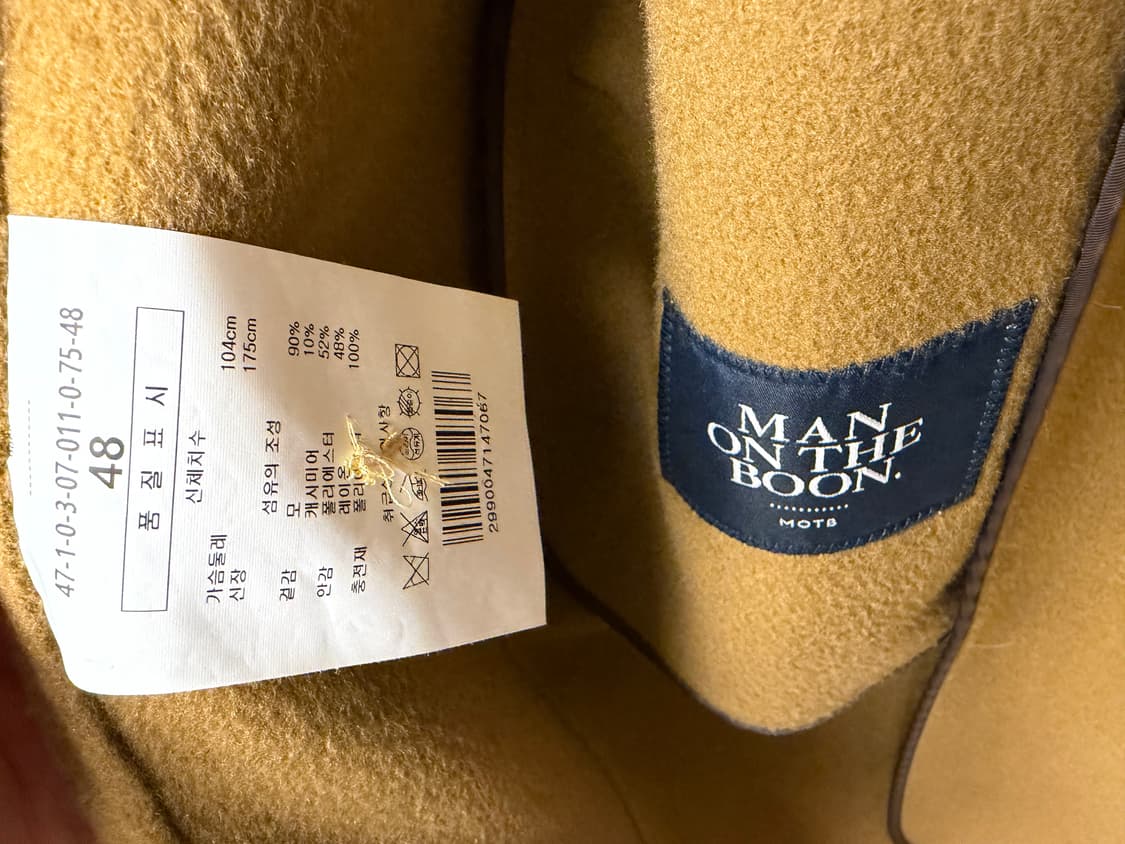 47-1-0-3-07-011-0-75-48
48
품 질 표 시
신체치수
가슴둘레 104cm
신장 175cm
섬유의 조성
겉감 모 90%
캐시미어 10%
안감 폴리에스터 52%
레이온 48%
충전재 100%
2990047147067
MAN
ON THE
BOON.
MOTB